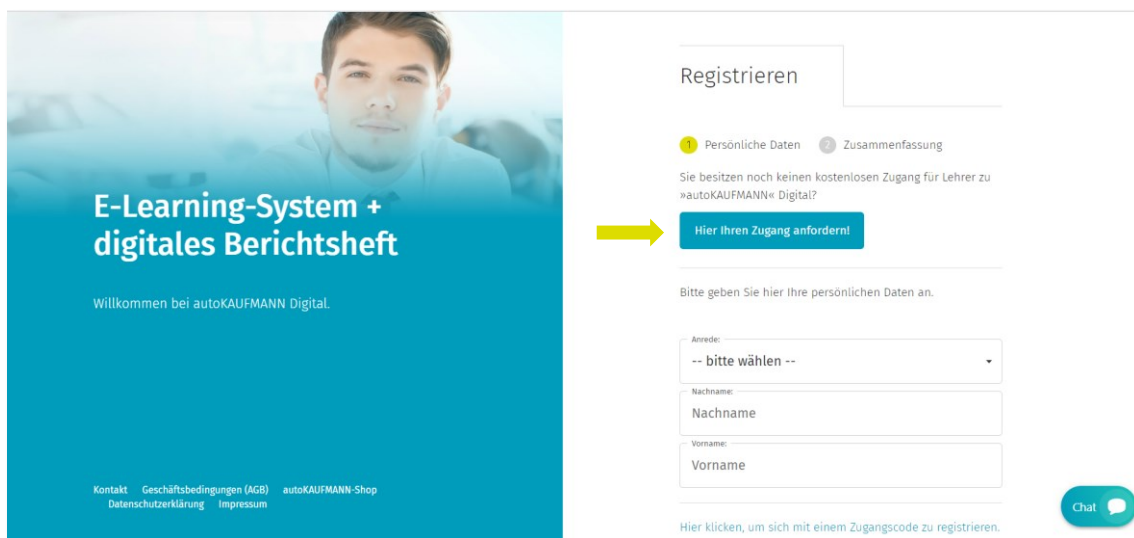 E-Learning-System +
digitales Berichtsheft
Willkommen bei autoKAUFMANN Digital.
Kontakt Geschäftsbedingungen (AGB) autoKAUFMANN-Shop
Datenschutzerklärung Impressum
Registrieren
1 Persönliche Daten 2 Zusammenfassung
Sie besitzen noch keinen kostenlosen Zugang für Lehrer zu
»autoKAUFMANN« Digital?
Hier Ihren Zugang anfordern!
Bitte geben Sie hier Ihre persönlichen Daten an.
Anrede:
-- bitte wählen --
Nachname:
Nachname
Vorname:
Vorname
Hier klicken, um sich mit einem Zugangscode zu registrieren.
Chat